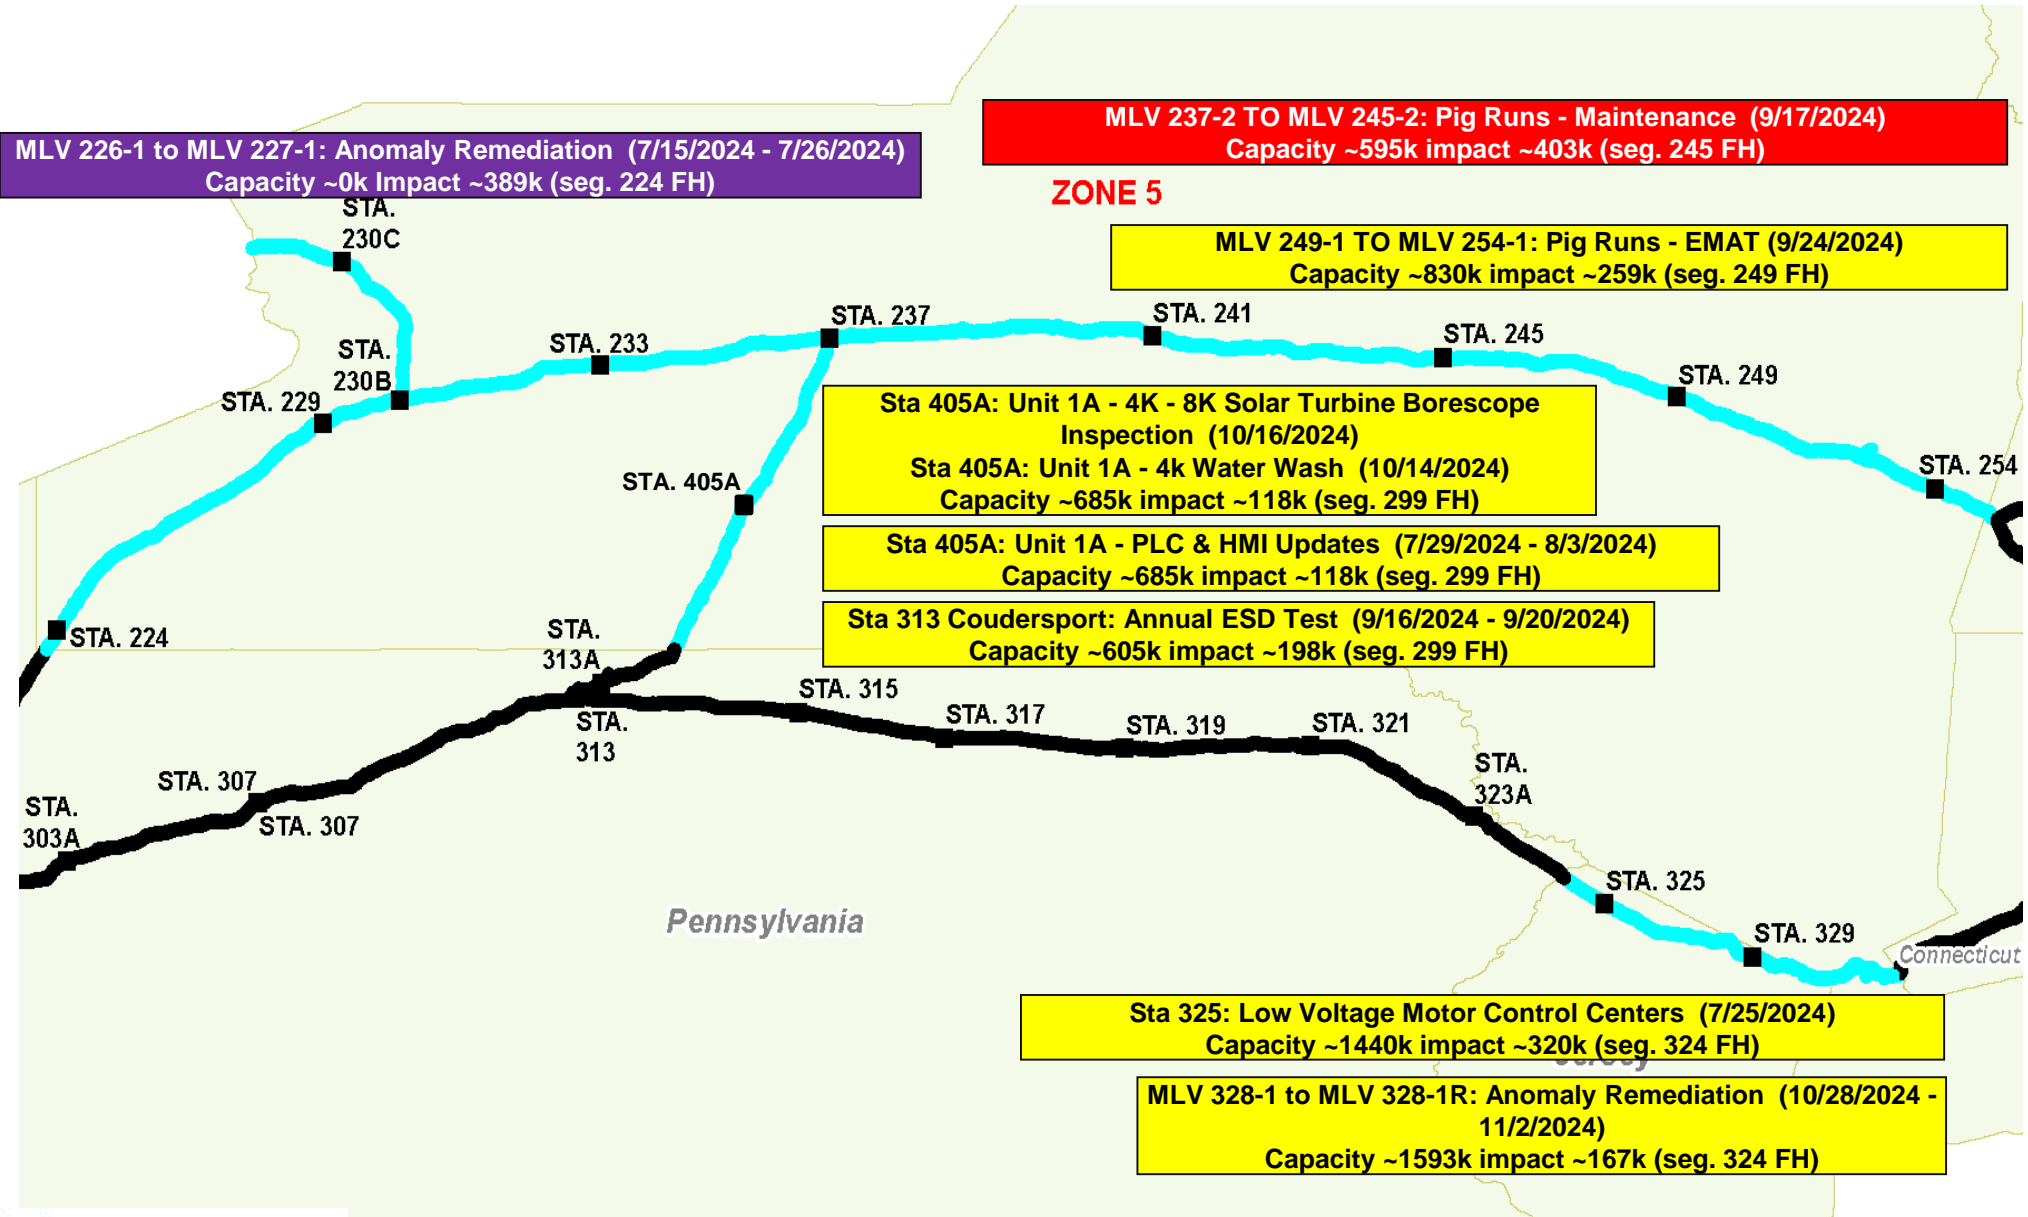 MLV 237-2 TO MLV 245-2: Pig Runs - Maintenance (9/17/2024)
Capacity ~595k impact ~403k (seg. 245 FH)
MLV 226-1 to MLV 227-1: Anomaly Remediation (7/15/2024 - 7/26/2024)
Capacity ~0k Impact ~389k (seg. 224 FH)
ZONE 5
STA.
230C
MLV 249-1 TO MLV 254-1: Pig Runs - EMAT (9/24/2024)
Capacity ~830k impact ~259k (seg. 249 FH)
STA. 237
STA. 241
STA. 245
STA. 233
STA.
230B
STA. 249
STA. 229
Sta 405A: Unit 1A - 4K - 8K Solar Turbine Borescope
Inspection (10/16/2024)
Sta 405A: Unit 1A - 4k Water Wash (10/14/2024)
Capacity ~685k impact ~118k (seg. 299 FH)
STA. 405A
STA. 254
Sta 405A: Unit 1A - PLC & HMI Updates (7/29/2024 - 8/3/2024)
Capacity ~685k impact ~118k (seg. 299 FH)
Sta 313 Coudersport: Annual ESD Test (9/16/2024 - 9/20/2024)
Capacity ~605k impact ~198k (seg. 299 FH)
STA. 224
STA.
313A
STA. 315
STA.
313
STA. 317
STA. 319
STA. 321
STA.
323A
STA. 307
STA. 307
STA.
303A
STA. 325
Pennsylvania
STA. 329
Connecticut
Sta 325: Low Voltage Motor Control Centers (7/25/2024)
Capacity ~1440k impact ~320k (seg. 324 FH)
MLV 328-1 to MLV 328-1R: Anomaly Remediation (10/28/2024 -
11/2/2024)
Capacity ~1593k impact ~167k (seg. 324 FH)